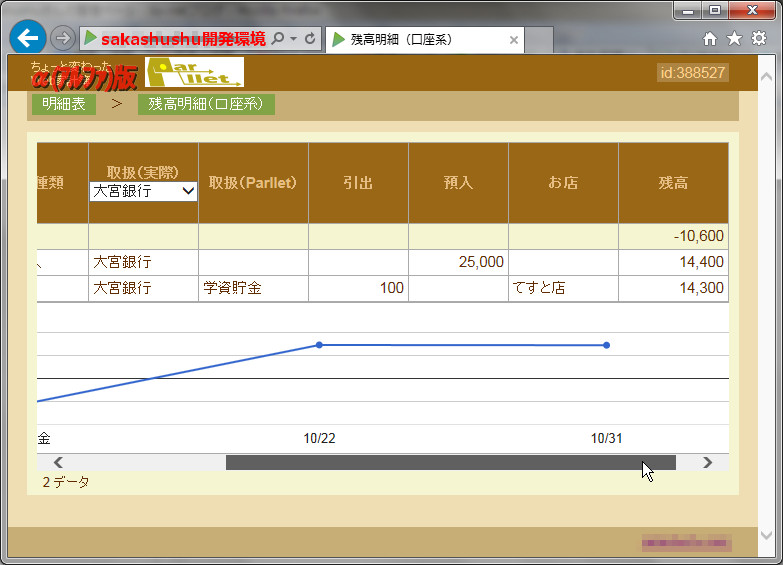 sakashushu開発環境
残高明細（口座系）
ちょーと変わった
α(アルファ)版
Parllet
id:388527
明細表 > 残高明細(口座系)
種類 取扱(実際) 取扱(Parllet) 引出 預入 お店 残高
大宮銀行
-10,600
大宮銀行 25,000 14,400
大宮銀行 学資貯金 100 てすと店 14,300
金 10/22 10/31
2 データ